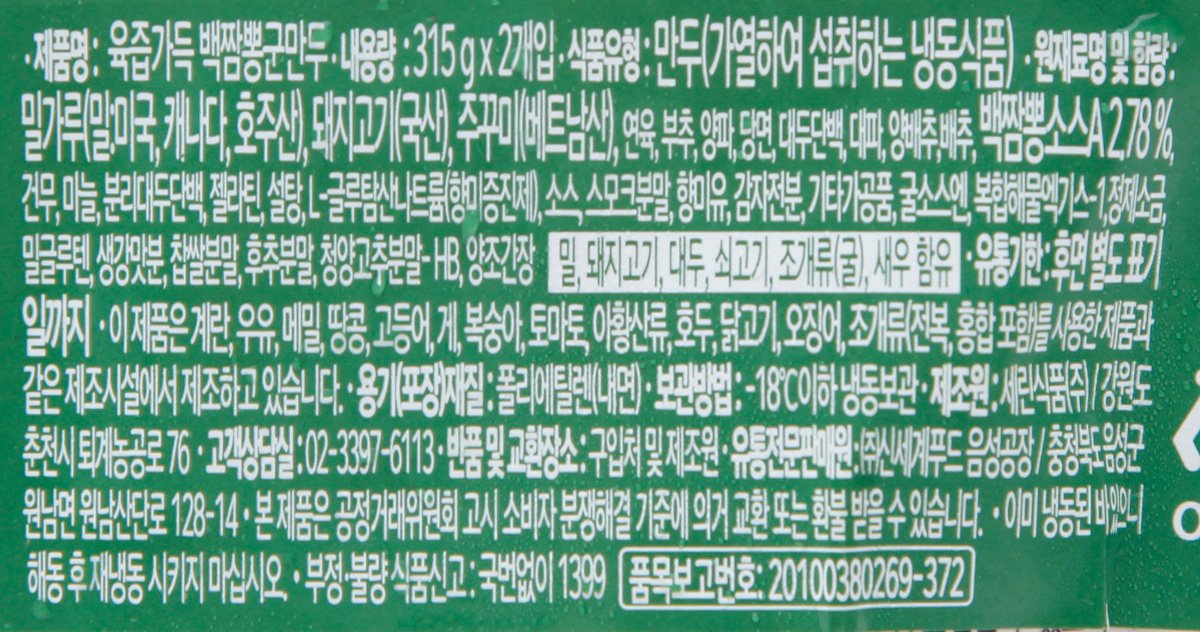 ·제품명: 육즙가득 백짬뽕군만두·내용량:315g x 2개입·식품유형:만두(가열하여 섭취하는 냉동식품) ·원재료명 및 함량:
밀가루(밀:미국, 캐나다, 호주산), 돼지고기(국산), 주꾸미(베트남산), 연육, 부추, 양파, 당면, 대두단백, 대파, 양배추, 배추, 백짬뽕소스A 2.78%,
건무, 마늘, 분리대두단백, 젤라틴, 설탕, L-글루탐산나트륨(향미증진제), 소스, 스모크분말, 향미유, 감자전분, 기타가공품, 굴소스엔, 복합해물엑기스-1, 정제소금,
밀글루텐, 생강맛분, 찹쌀분말, 후추분말, 청양고추분말-HB, 양조간장 밀, 돼지고기, 대두, 쇠고기, 조개류(굴), 새우 함유 ·유통기한:후면 별도 표기
일까지 ·이 제품은 계란, 우유, 메밀, 땅콩, 고등어, 게, 복숭아, 토마토, 아황산류, 호두, 닭고기, 오징어, 조개류(전복, 홍합 포함)를 사용한 제품과
같은 제조시설에서 제조하고 있습니다.·용기(포장)재질:폴리에틸렌(내면)·보관방법:-18℃이하 냉동보관·제조원:세린식품(주)/강원도
춘천시 퇴계농공로 76·고객상담실:02-3397-6113·반품 및 교환장소:구입처 및 제조원·유통전문판매원:㈜신세계푸드 음성공장/충청북도 음성군
원남면 원남산단로 128-14·본 제품은 공정거래위원회 고시 소비자 분쟁해결 기준에 의거 교환 또는 환불 받을 수 있습니다. ·이미 냉동된 바 있으니
해동 후 재냉동 시키지 마십시오. ·부정·불량 식품신고:국번없이 1399 품목보고번호: 20100380269-372